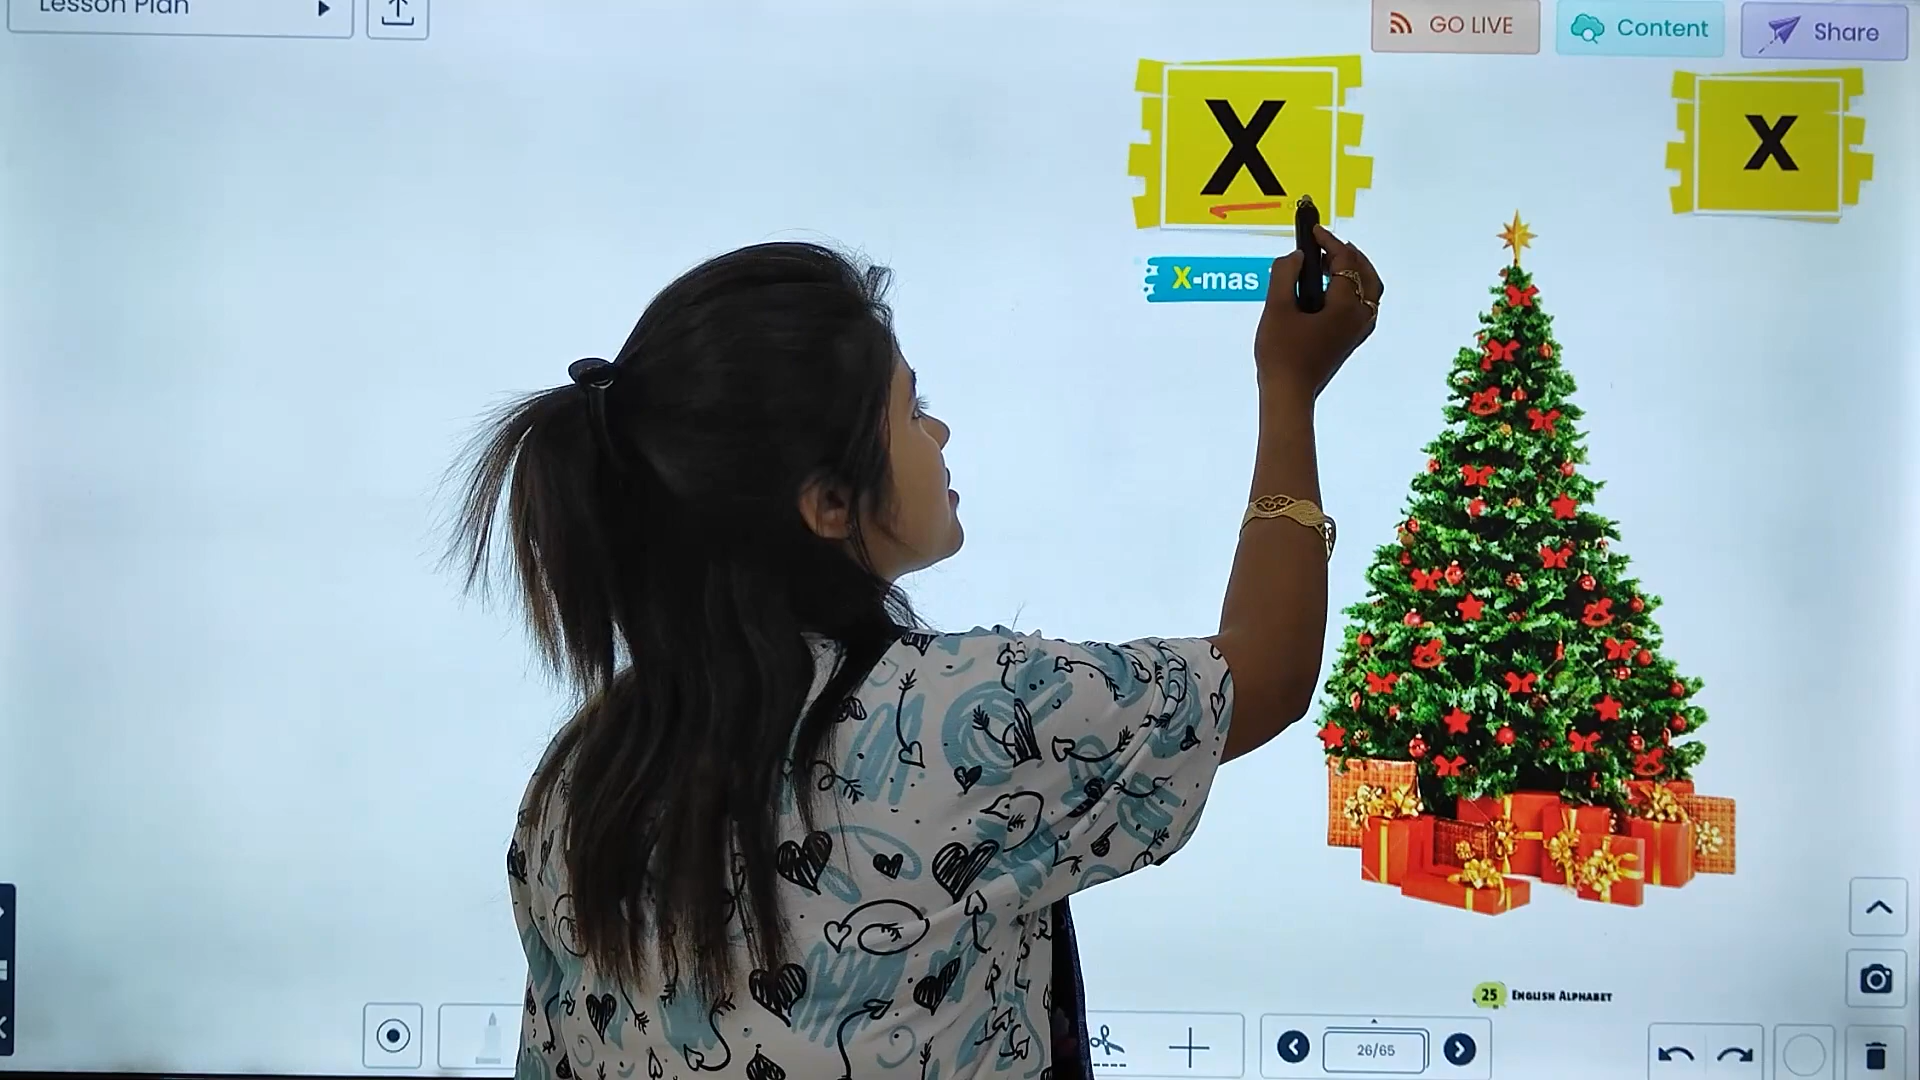 Lesson Plan
GO LIVE
Content
Share
X
x
X-mas
25 ENGLISH ALPHABET
26/65